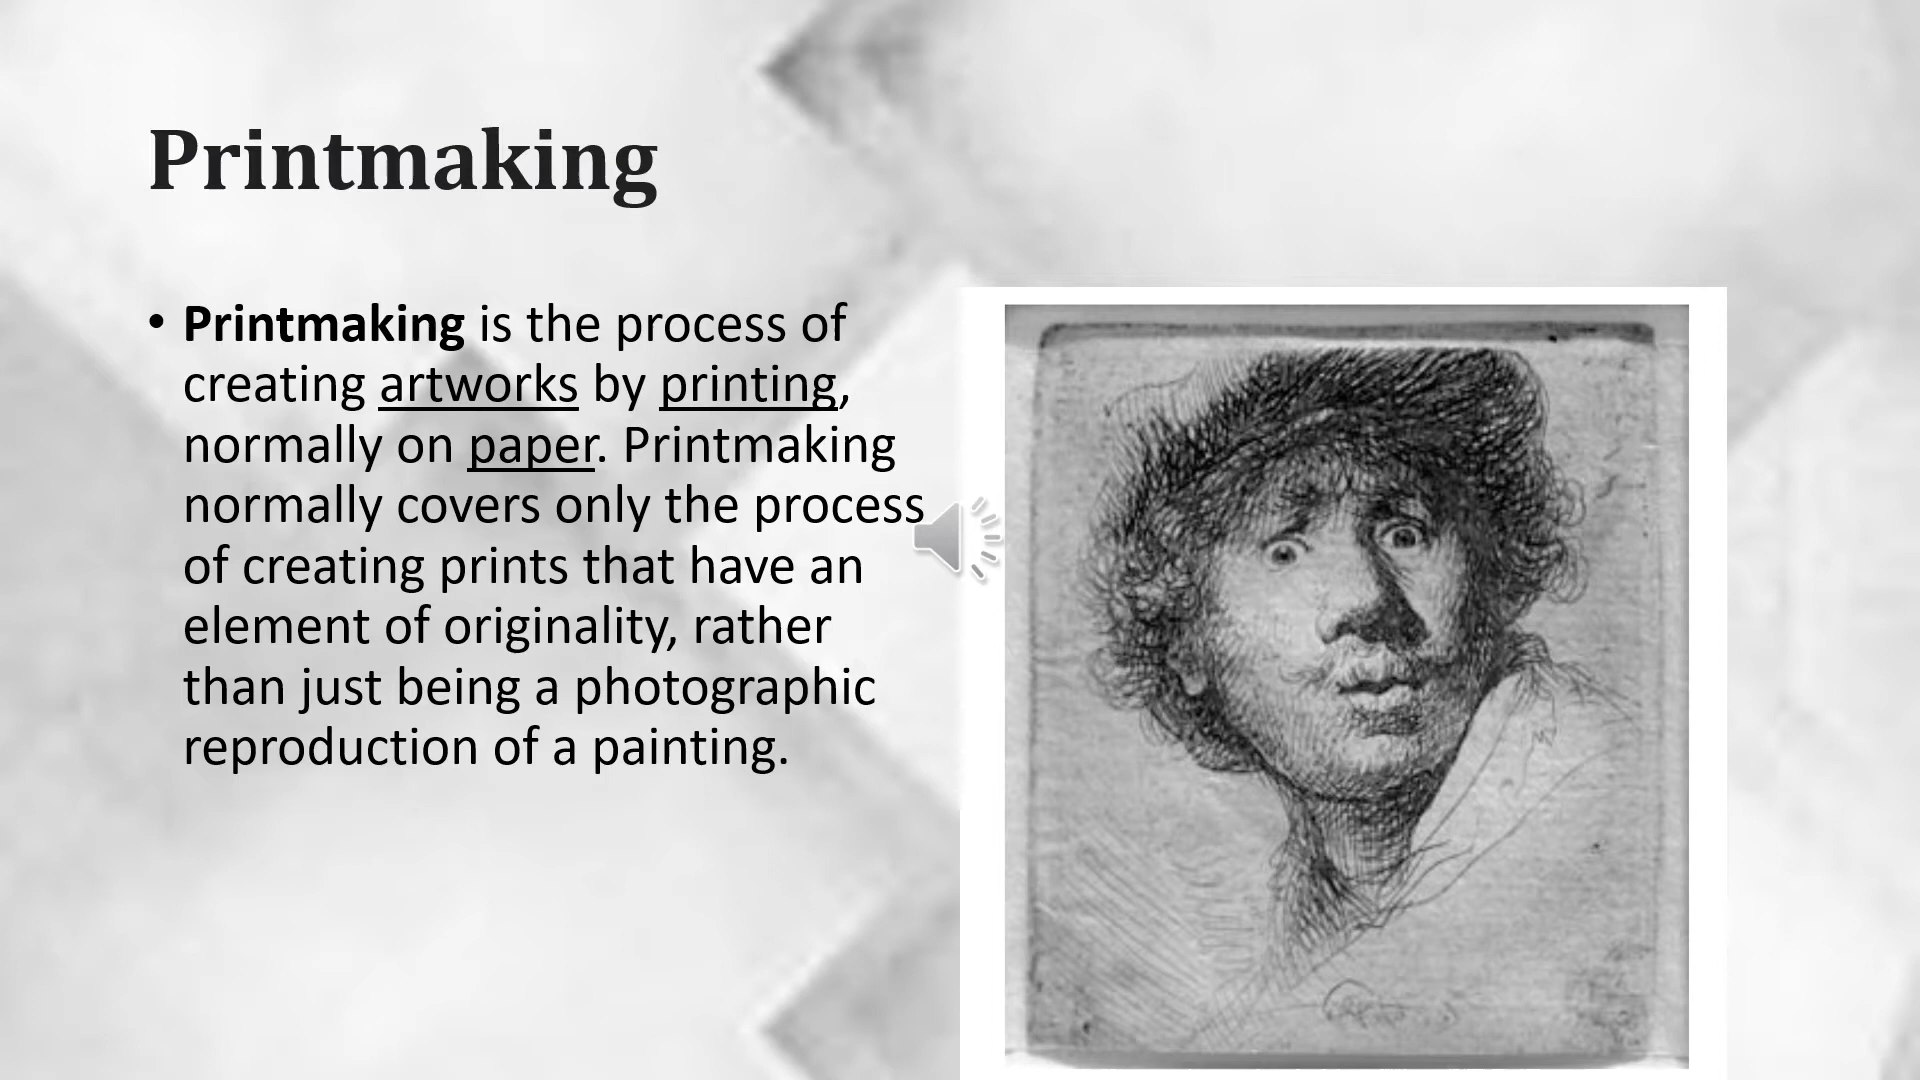 Printmaking
• Printmaking is the process of
creating artworks by printing,
normally on paper. Printmaking
normally covers only the process
of creating prints that have an
element of originality, rather
than just being a photographic
reproduction of a painting.